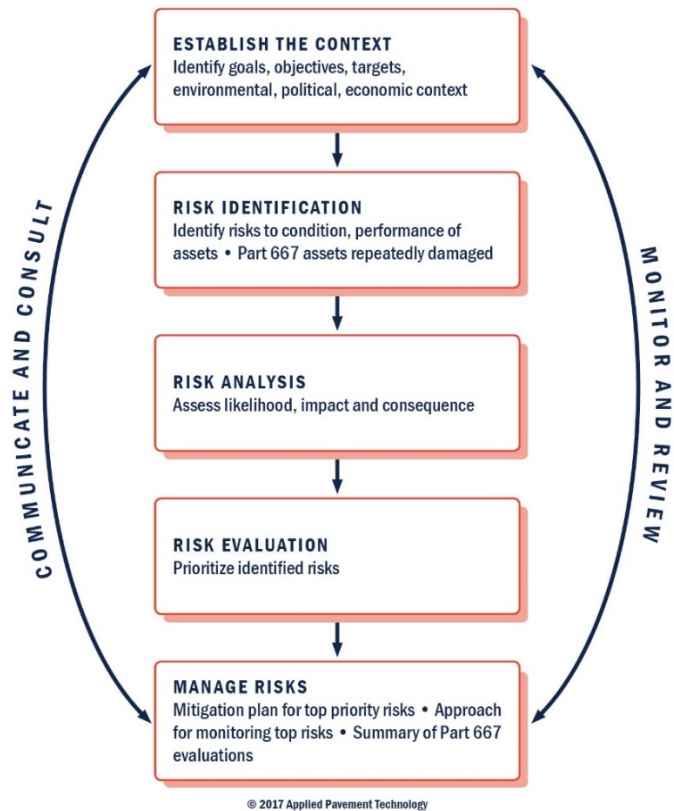 ESTABLISH THE CONTEXT
Identify goals, objectives, targets,
environmental, political, economic context
RISK IDENTIFICATION
Identify risks to condition, performance of
assets • Part 667 assets repeatedly damaged
RISK ANALYSIS
Assess likelihood, impact and consequence
RISK EVALUATION
Prioritize identified risks
MANAGE RISKS
Mitigation plan for top priority risks • Approach
for monitoring top risks • Summary of Part 667
evaluations
COMMUNICATE AND CONSULT
MONITOR AND REVIEW
© 2017 Applied Pavement Technology